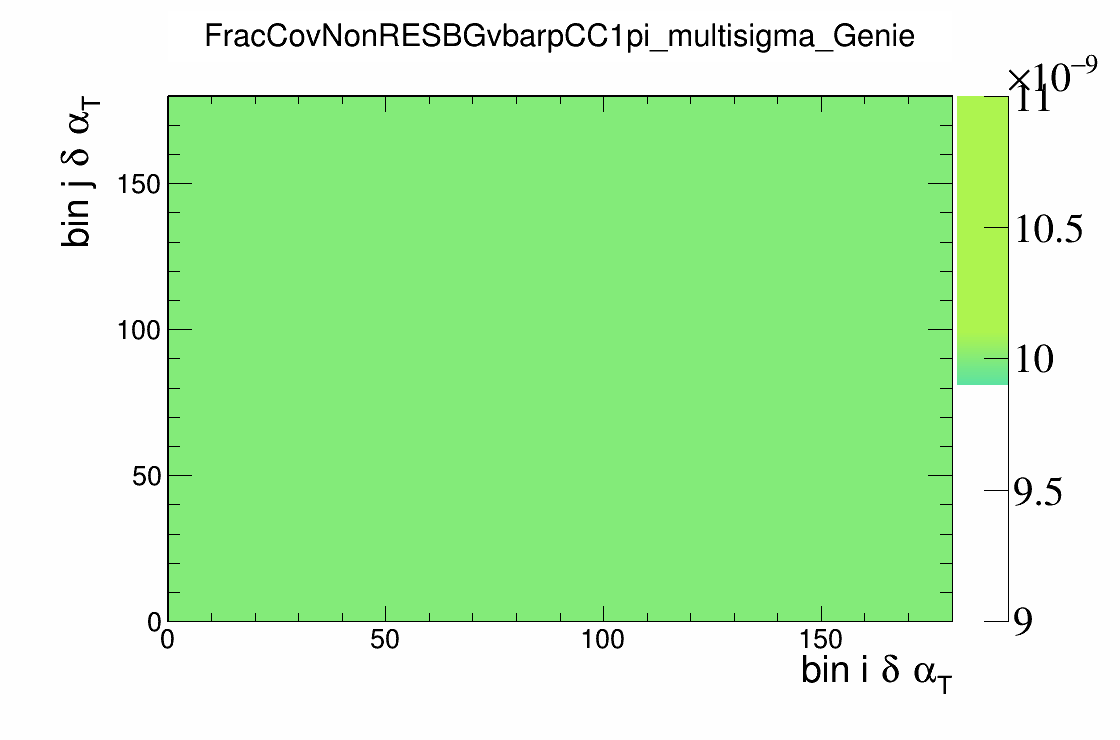 FracCovNonRESBGvbarpCC1pi_multisigma_Genie
×10⁻⁹
11
10.5
10
9.5
9
bin j δ α_T
150
100
50
0
0 50 100 150
bin i δ α_T